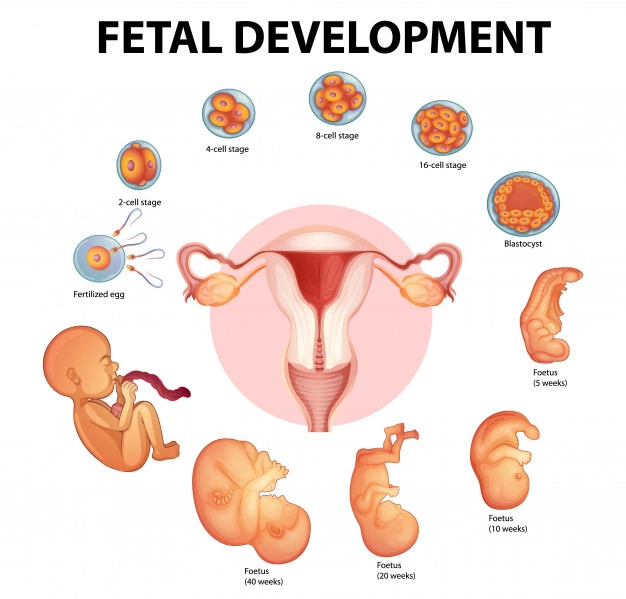 FETAL DEVELOPMENT
8-cell stage
4-cell stage
16-cell stage
2-cell stage
Blastocyst
Fertilized egg
Foetus
(5 weeks)
Foetus
(10 weeks)
Foetus
(20 weeks)
Foetus
(40 weeks)